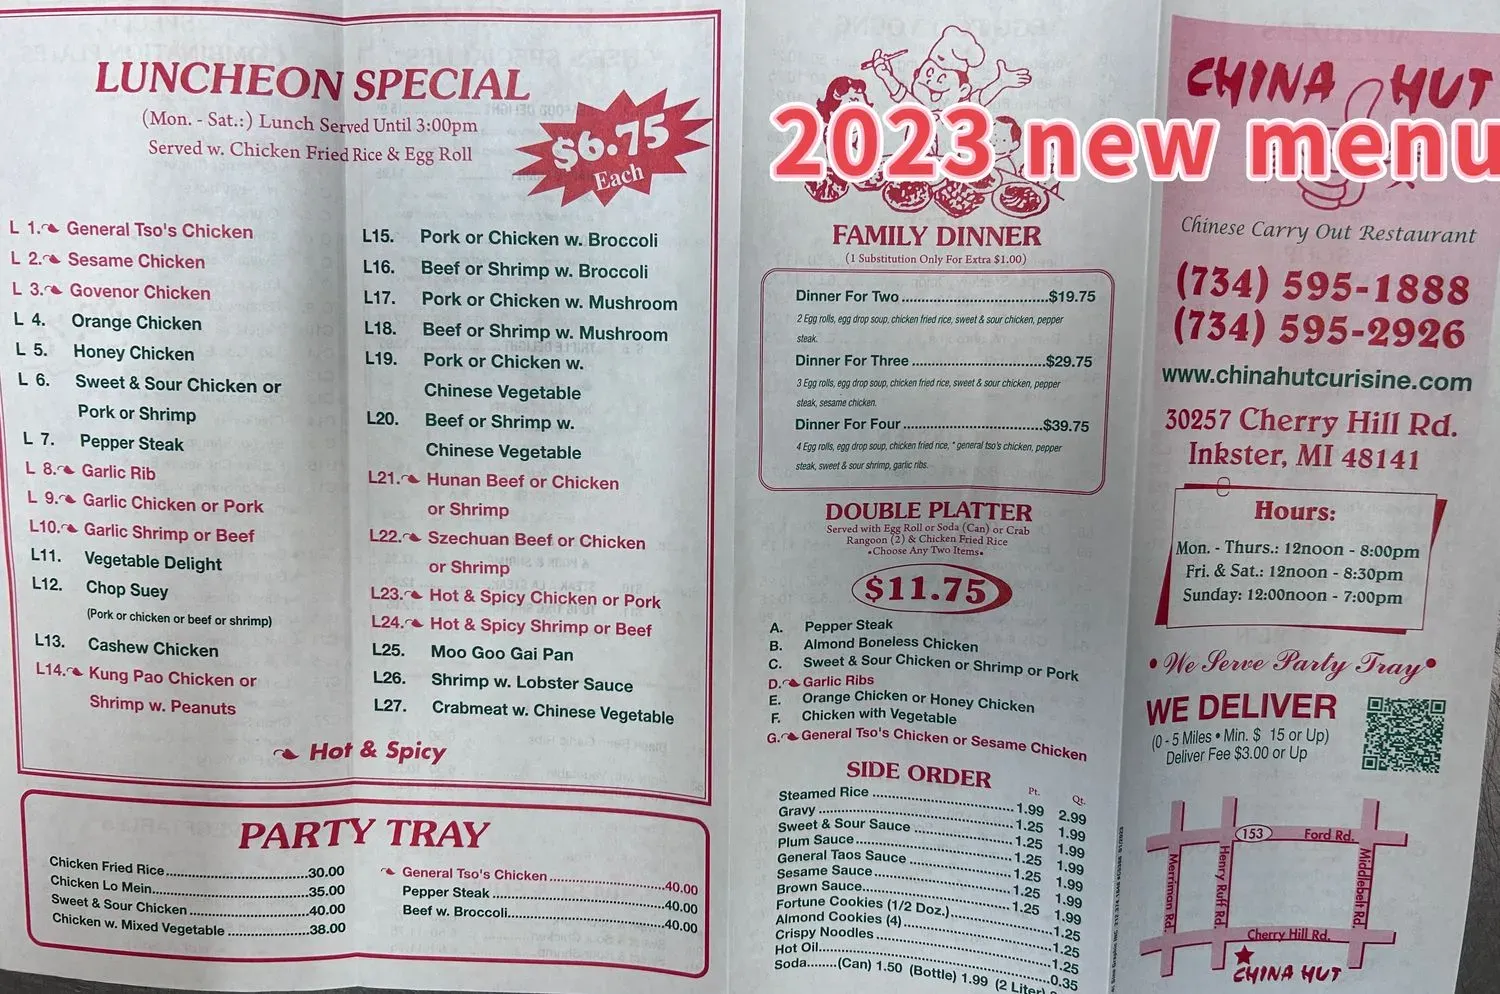 LUNCHEON SPECIAL
(Mon. - Sat.:) Lunch Served Until 3:00pm
Served w. Chicken Fried Rice & Egg Roll
$6.75
Each
L 1. General Tso's Chicken
L 2. Sesame Chicken
L 3. Govenor Chicken
L 4. Orange Chicken
L 5. Honey Chicken
L 6. Sweet & Sour Chicken or
Pork or Shrimp
L 7. Pepper Steak
L 8. Garlic Rib
L 9. Garlic Chicken or Pork
L10. Garlic Shrimp or Beef
L11. Vegetable Delight
L12. Chop Suey
(Pork or chicken or beef or shrimp)
L13. Cashew Chicken
L14. Kung Pao Chicken or
Shrimp w. Peanuts
L15. Pork or Chicken w. Broccoli
L16. Beef or Shrimp w. Broccoli
L17. Pork or Chicken w. Mushroom
L18. Beef or Shrimp w. Mushroom
L19. Pork or Chicken w.
Chinese Vegetable
L20. Beef or Shrimp w.
Chinese Vegetable
L21. Hunan Beef or Chicken
or Shrimp
L22. Szechuan Beef or Chicken
or Shrimp
L23. Hot & Spicy Chicken or Pork
L24. Hot & Spicy Shrimp or Beef
L25. Moo Goo Gai Pan
L26. Shrimp w. Lobster Sauce
L27. Crabmeat w. Chinese Vegetable
Hot & Spicy
PARTY TRAY
Chicken Fried Rice....30.00
Chicken Lo Mein....35.00
Sweet & Sour Chicken....40.00
Chicken w. Mixed Vegetable....38.00
General Tso's Chicken....40.00
Pepper Steak....40.00
Beef w. Broccoli....40.00
2023 new menu
FAMILY DINNER
(1 Substitution Only For Extra $1.00)
Dinner For Two....$19.75
2 Egg rolls, egg drop soup, chicken fried rice, sweet & sour chicken, pepper
steak.
Dinner For Three....$29.75
3 Egg rolls, egg drop soup, chicken fried rice, sweet & sour chicken, pepper
steak, sesame chicken.
Dinner For Four....$39.75
4 Egg rolls, egg drop soup, chicken fried rice, * general tso's chicken, pepper
steak, sweet & sour shrimp, garlic ribs.
DOUBLE PLATTER
Served with Egg Roll or Soda (Can) or Crab
Rangoon (2) & Chicken Fried Rice
•Choose Any Two Items•
$11.75
A. Pepper Steak
B. Almond Boneless Chicken
C. Sweet & Sour Chicken or Shrimp or Pork
D. Garlic Ribs
E. Orange Chicken or Honey Chicken
F. Chicken with Vegetable
G. General Tso's Chicken or Sesame Chicken
SIDE ORDER
Pt. Qt.
Steamed Rice....1.99 2.99
Gravy....1.25 1.99
Sweet & Sour Sauce....1.25 1.99
Plum Sauce....1.25 1.99
General Taos Sauce....1.25 1.99
Sesame Sauce....1.25 1.99
Brown Sauce....1.25 1.99
Fortune Cookies (1/2 Doz.)....1.25
Almond Cookies (4)....1.25
Crispy Noodles....1.25
Hot Oil....0.35
Soda....(Can) 1.50 (Bottle) 1.99 (2 Liter)
CHINA HUT
Chinese Carry Out Restaurant
(734) 595-1888
(734) 595-2926
www.chinahutcurisine.com
30257 Cherry Hill Rd.
Inkster, MI 48141
Hours:
Mon. - Thurs.: 12noon - 8:00pm
Fri. & Sat.: 12noon - 8:30pm
Sunday: 12:00noon - 7:00pm
• We Serve Party Tray •
WE DELIVER
(0 - 5 Miles • Min. $ 15 or Up)
Deliver Fee $3.00 or Up
153
Ford Rd.
Merriman Rd.
Henry Ruff Rd.
Middlebelt Rd.
Cherry Hill Rd.
CHINA HUT